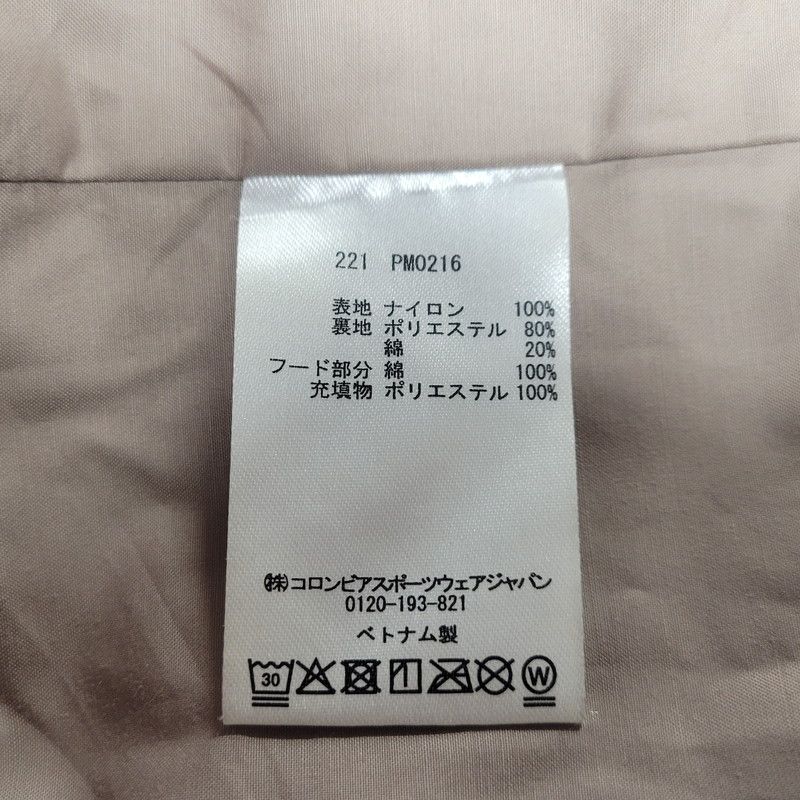 221 PM0216
表地 ナイロン 100%
裏地 ポリエステル 80%
綿 20%
フード部分 綿 100%
充填物 ポリエステル 100%
㈱コロンビアスポーツウェアジャパン
0120-193-821
ベトナム製
30 W